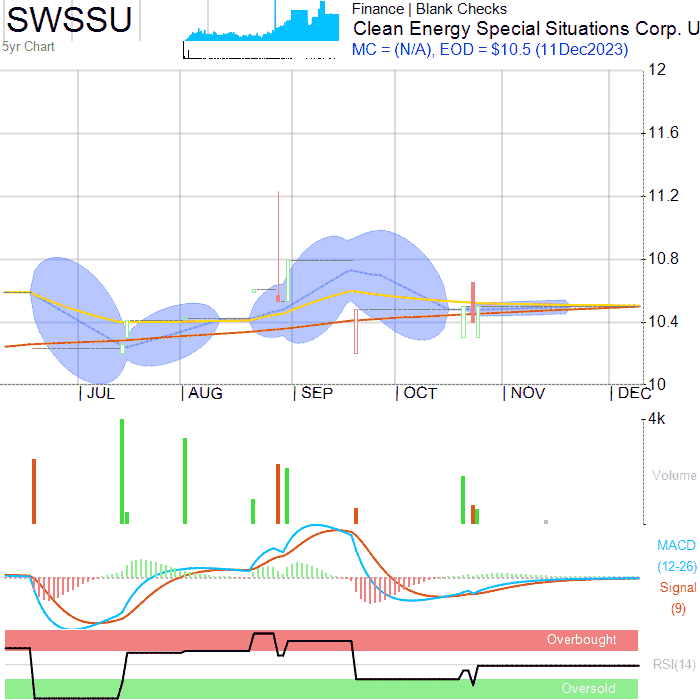 SWSSU
5yr Chart
Finance | Blank Checks
Clean Energy Special Situations Corp. U
MC = (N/A), EOD = $10.5 (11Dec2023)
12
11.6
11.2
10.8
10.4
10
JUL
AUG
SEP
OCT
NOV
DEC
4k
Volume
MACD
(12-26)
Signal
(9)
Overbought
RSI(14)
Oversold